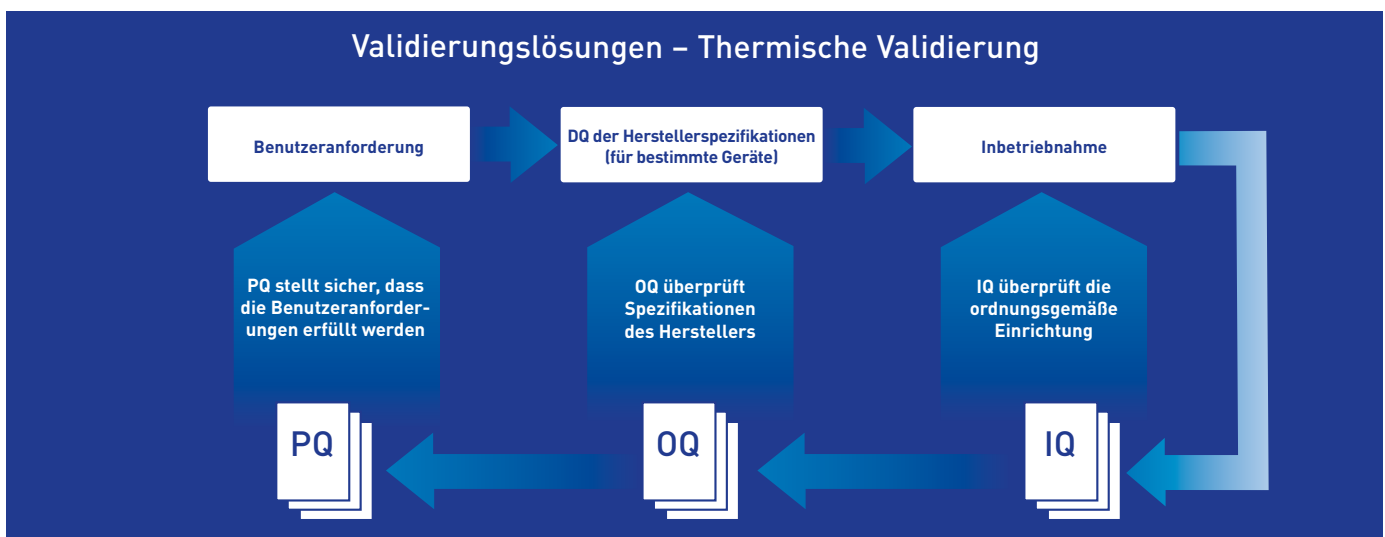 Validierungslösungen – Thermische Validierung
Benutzeranforderung
DQ der Herstellerspezifikationen
(für bestimmte Geräte)
Inbetriebnahme
PQ stellt sicher, dass
die Benutzeranforder-
ungen erfüllt werden
OQ überprüft
Spezifikationen
des Herstellers
IQ überprüft die
ordnungsgemäße
Einrichtung
PQ
OQ
IQ